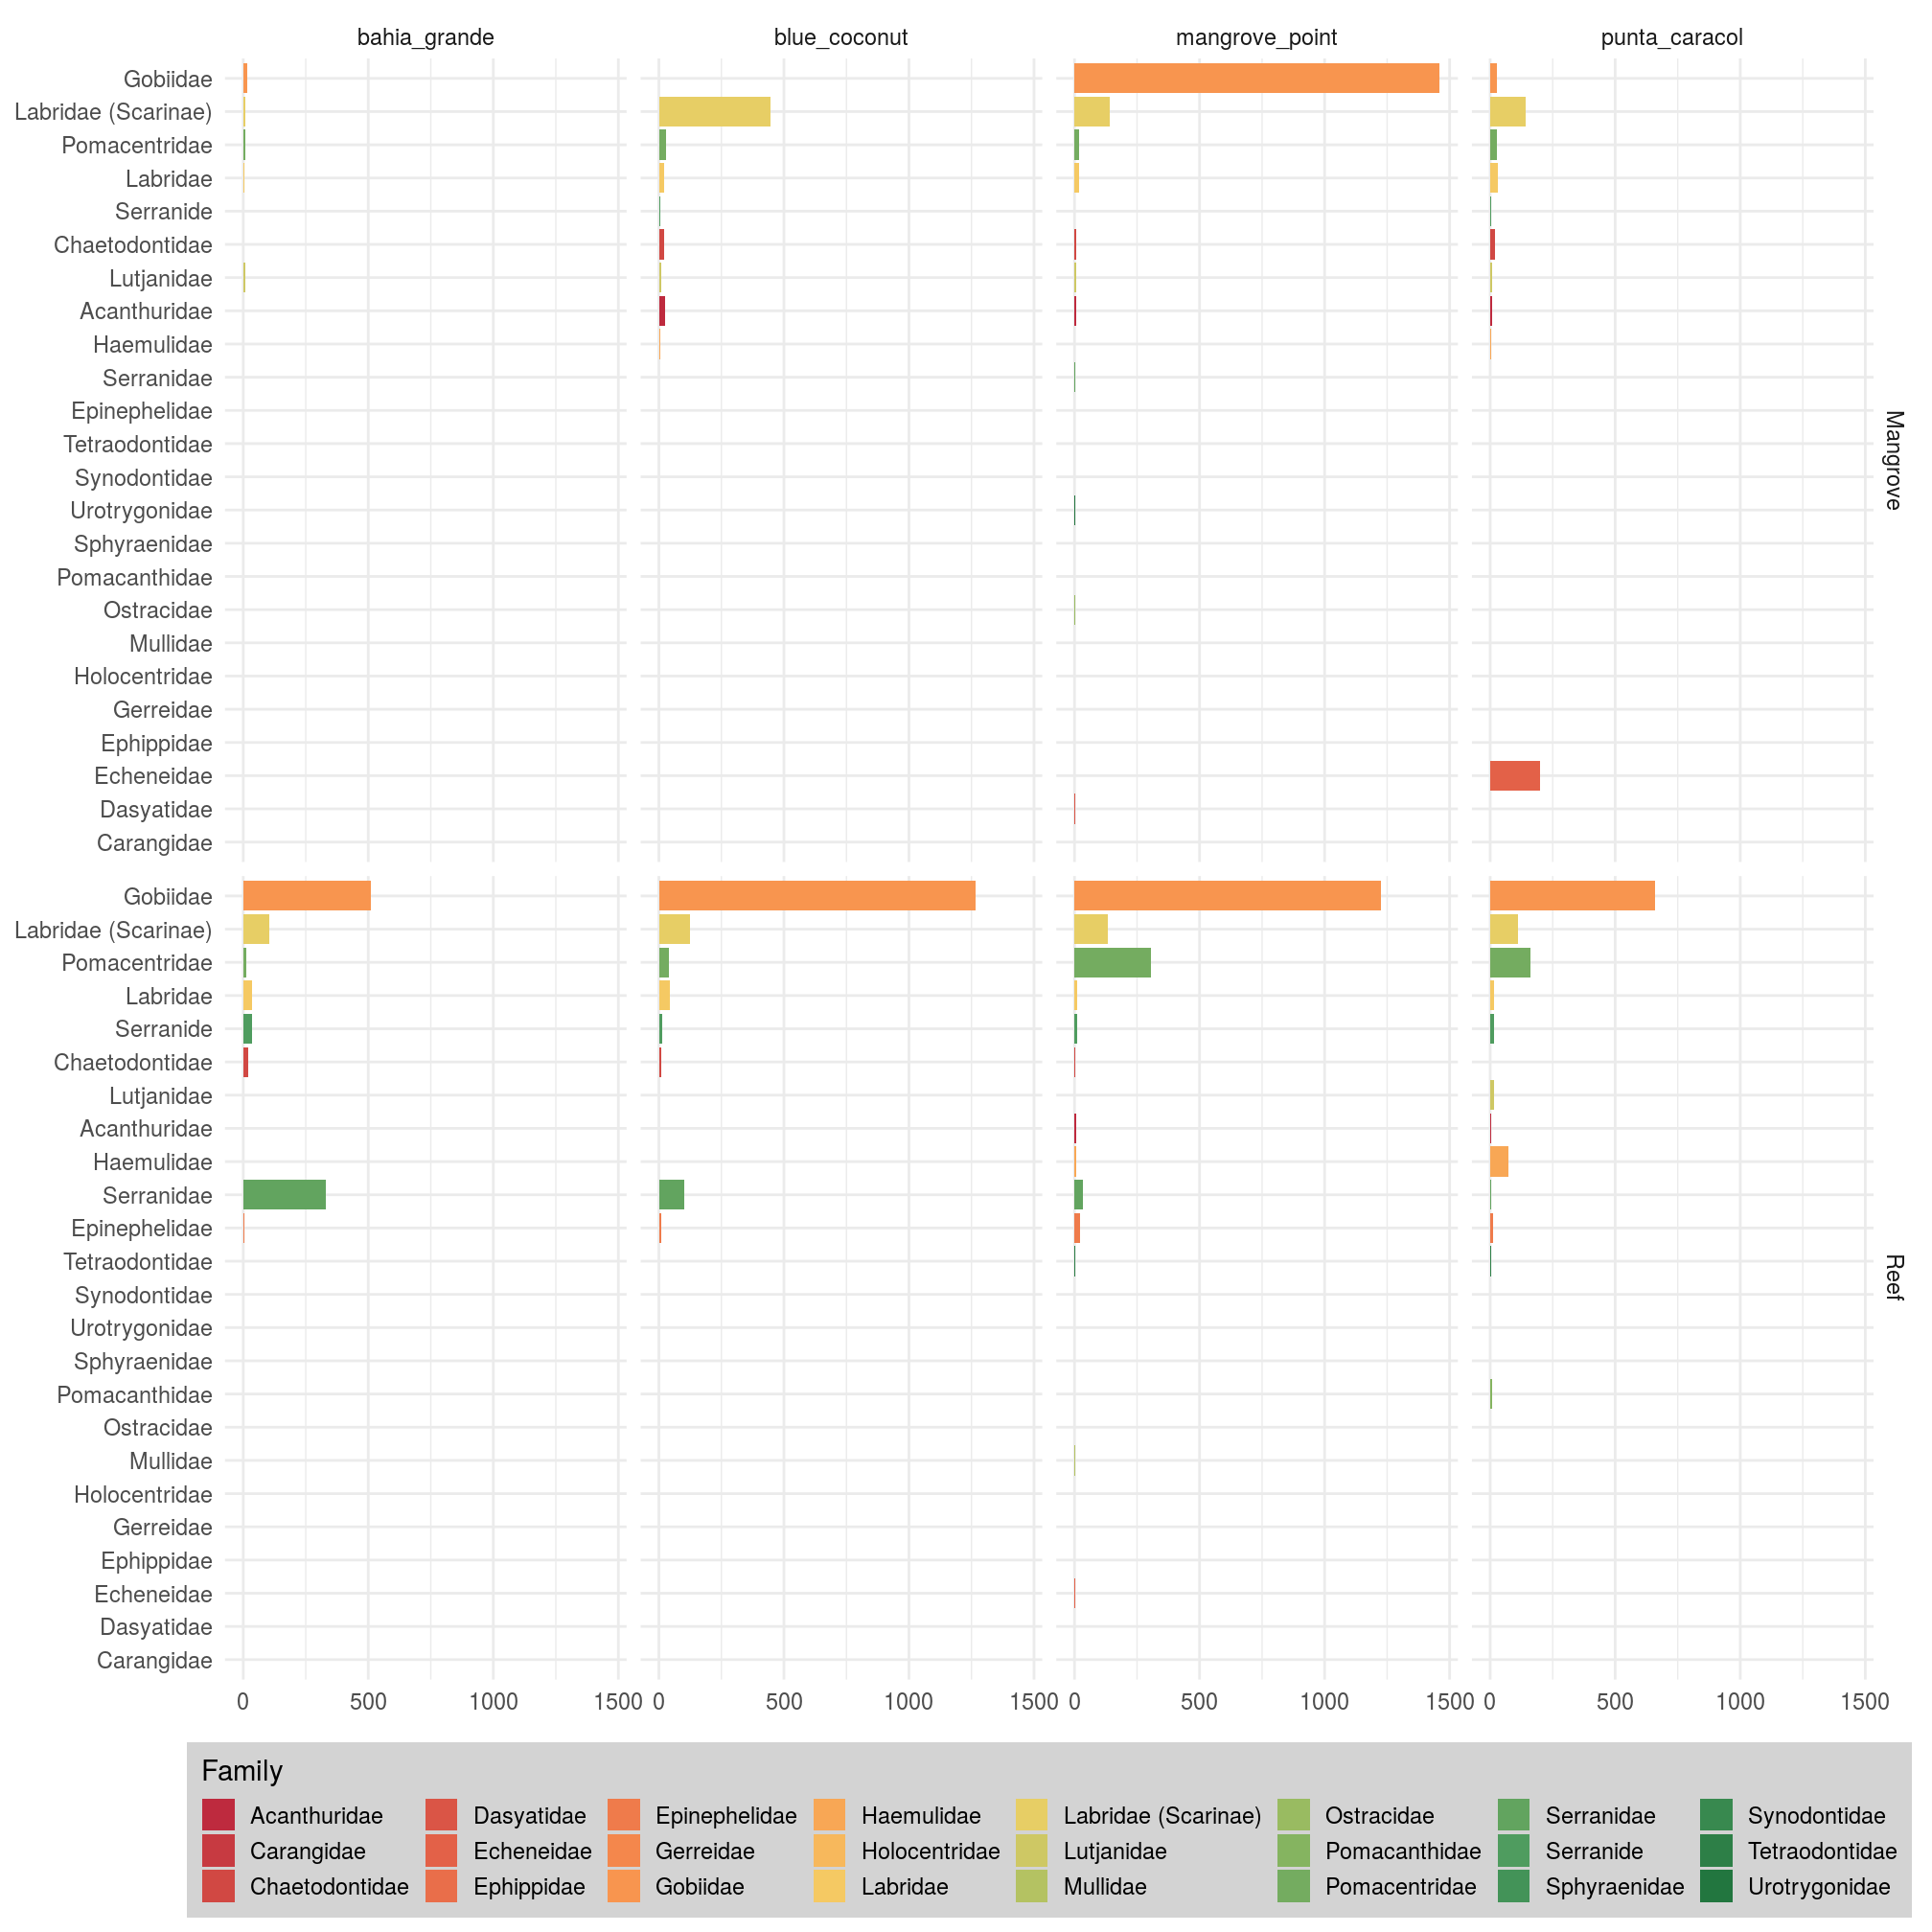 bahia_grande blue_coconut mangrove_point punta_caracol
Gobiidae
Labridae (Scarinae)
Pomacentridae
Labridae
Serranide
Chaetodontidae
Lutjanidae
Acanthuridae
Haemulidae
Serranidae
Epinephelidae
Tetraodontidae
Synodontidae
Urotrygonidae
Sphyraenidae
Pomacanthidae
Ostracidae
Mullidae
Holocentridae
Gerreidae
Ephippidae
Echeneidae
Dasyatidae
Carangidae
Mangrove
Gobiidae
Labridae (Scarinae)
Pomacentridae
Labridae
Serranide
Chaetodontidae
Lutjanidae
Acanthuridae
Haemulidae
Serranidae
Epinephelidae
Tetraodontidae
Synodontidae
Urotrygonidae
Sphyraenidae
Pomacanthidae
Ostracidae
Mullidae
Holocentridae
Gerreidae
Ephippidae
Echeneidae
Dasyatidae
Carangidae
Reef
0 500 1000 1500 0 500 1000 1500 0 500 1000 1500 0 500 1000 1500
Family
Acanthuridae Dasyatidae Epinephelidae Haemulidae Labridae (Scarinae) Ostracidae Serranidae Synodontidae
Carangidae Echeneidae Gerreidae Holocentridae Lutjanidae Pomacanthidae Serranide Tetraodontidae
Chaetodontidae Ephippidae Gobiidae Labridae Mullidae Pomacentridae Sphyraenidae Urotrygonidae